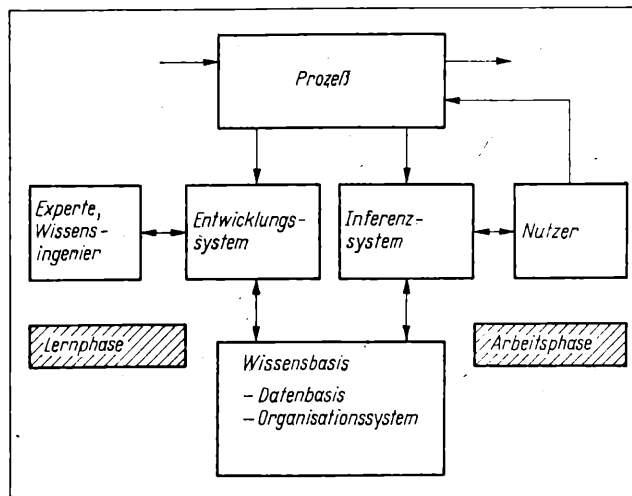 Prozeß
Experte,
Wissens-
ingenier
Entwicklungs-
system
Inferenz-
system
Nutzer
Lernphase
Arbeitsphase
Wissensbasis
– Datenbasis
– Organisationssystem